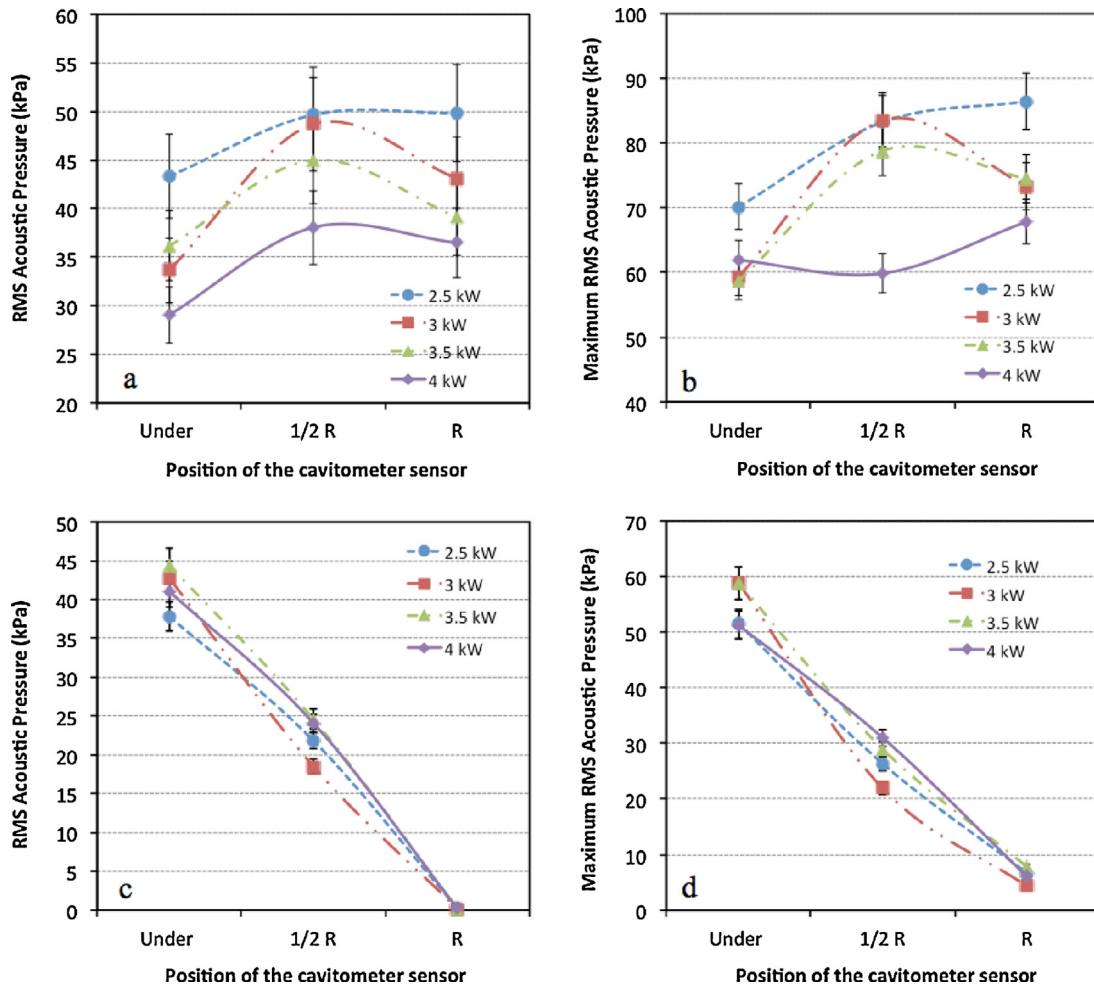 RMS Acoustic Pressure (kPa)
60
55
50
45
40
35
30
25
20
a
2.5 kW
3 kW
3.5 kW
4 kW
Under 1/2 R R
Position of the cavitometer sensor
Maximum RMS Acoustic Pressure (kPa)
100
90
80
70
60
50
40
b
2.5 kW
3 kW
3.5 kW
4 kW
Under 1/2 R R
Position of the cavitometer sensor
RMS Acoustic Pressure (kPa)
50
45
40
35
30
25
20
15
10
5
0
c
2.5 kW
3 kW
3.5 kW
4 kW
Under 1/2 R R
Position of the cavitometer sensor
Maximum RMS Acoustic Pressure (kPa)
70
60
50
40
30
20
10
0
d
2.5 kW
3 kW
3.5 kW
4 kW
Under 1/2 R R
Position of the cavitometer sensor